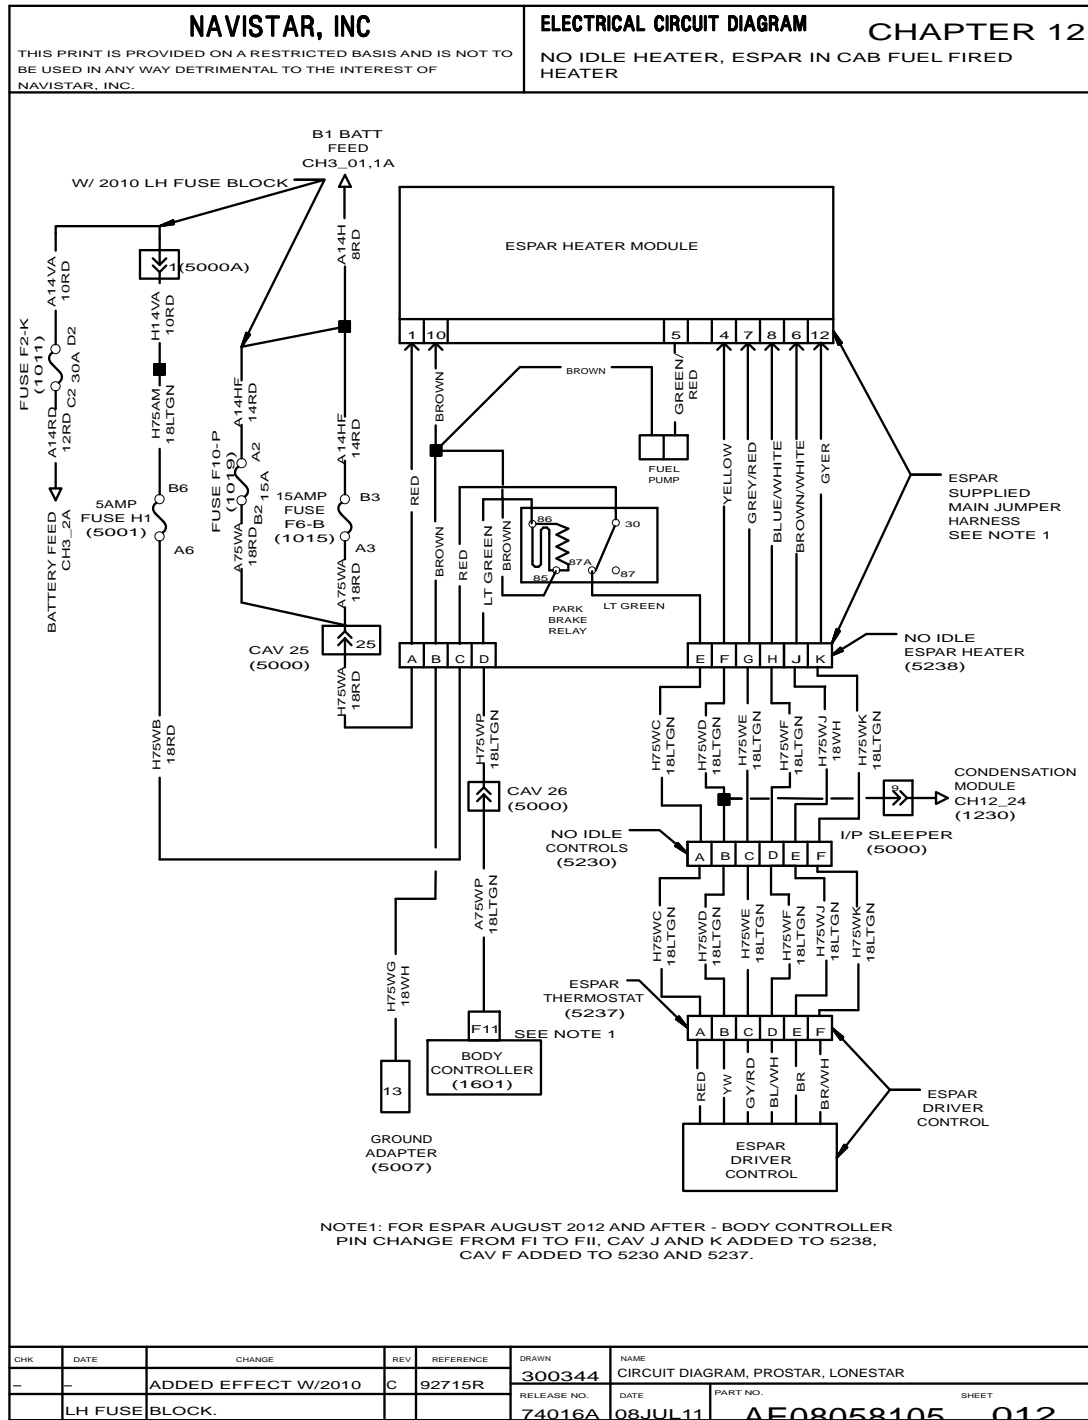 NAVISTAR, INC
THIS PRINT IS PROVIDED ON A RESTRICTED BASIS AND IS NOT TO
BE USED IN ANY WAY DETRIMENTAL TO THE INTEREST OF
NAVISTAR, INC.
ELECTRICAL CIRCUIT DIAGRAM
CHAPTER 12
NO IDLE HEATER, ESPAR IN CAB FUEL FIRED
HEATER
B1 BATT
FEED
CH3_01,1A
W/ 2010 LH FUSE BLOCK
ESPAR HEATER MODULE
1 10 5 4 7 8 6 12
A14VA
10RD
1 (5000A)
H14VA
10RD
A14H
8RD
FUSE F2-K
(1011)
C2 30A D2
A14RD
12RD
BATTERY FEED
CH3_2A
H75AM
18LTGN
5AMP
FUSE H1
(5001)
B6
A6
A14HF
14RD
FUSE F10-P
(1019)
B2 15A A2
A75WA
18RD
A14HF
14RD
15AMP
FUSE
F6-B
(1015)
B3
A3
A75WA
18RD
CAV 25
(5000)
25
H75WA
18RD
H75WB
18RD
RED
BROWN
BROWN
RED
LT GREEN
BROWN
BROWN
GREEN/
RED
FUEL
PUMP
YELLOW
GREY/RED
BLUE/WHITE
BROWN/WHITE
GYER
86
30
87A
85
87
PARK
BRAKE
RELAY
LT GREEN
ESPAR
SUPPLIED
MAIN JUMPER
HARNESS
SEE NOTE 1
A B C D E F G H J K
NO IDLE
ESPAR HEATER
(5238)
H75WP
18LTGN
CAV 26
(5000)
A75WP
18LTGN
H75WC
18LTGN
H75WD
18LTGN
H75WE
18LTGN
H75WF
18LTGN
H75WJ
18WH
H75WK
18LTGN
9
CONDENSATION
MODULE
CH12_24
(1230)
I/P SLEEPER
(5000)
NO IDLE
CONTROLS
(5230)
A B C D E F
H75WC
18LTGN
H75WD
18LTGN
H75WE
18LTGN
H75WF
18LTGN
H75WJ
18LTGN
H75WK
18LTGN
H75WG
18WH
13
GROUND
ADAPTER
(5007)
F11
SEE NOTE 1
BODY
CONTROLLER
(1601)
ESPAR
THERMOSTAT
(5237)
A B C D E F
RED
YW
GY/RD
BL/WH
BR
BR/WH
ESPAR
DRIVER
CONTROL
ESPAR
DRIVER
CONTROL
NOTE1: FOR ESPAR AUGUST 2012 AND AFTER - BODY CONTROLLER
PIN CHANGE FROM FI TO FII, CAV J AND K ADDED TO 5238,
CAV F ADDED TO 5230 AND 5237.
CHK DATE CHANGE REV REFERENCE
– – ADDED EFFECT W/2010 C 92715R
LH FUSE BLOCK.
DRAWN
300344
NAME
CIRCUIT DIAGRAM, PROSTAR, LONESTAR
RELEASE NO.
74016A
DATE
08JUL11
PART NO.
AE08058105
SHEET
012